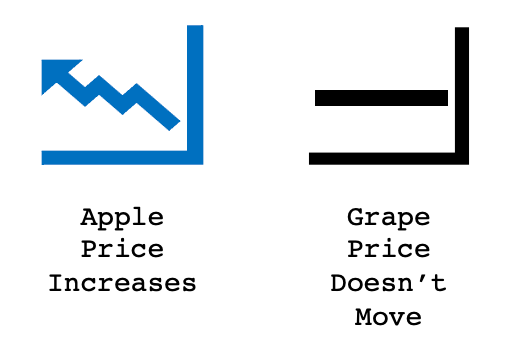 Apple
Price
Increases
Grape
Price
Doesn’t
Move